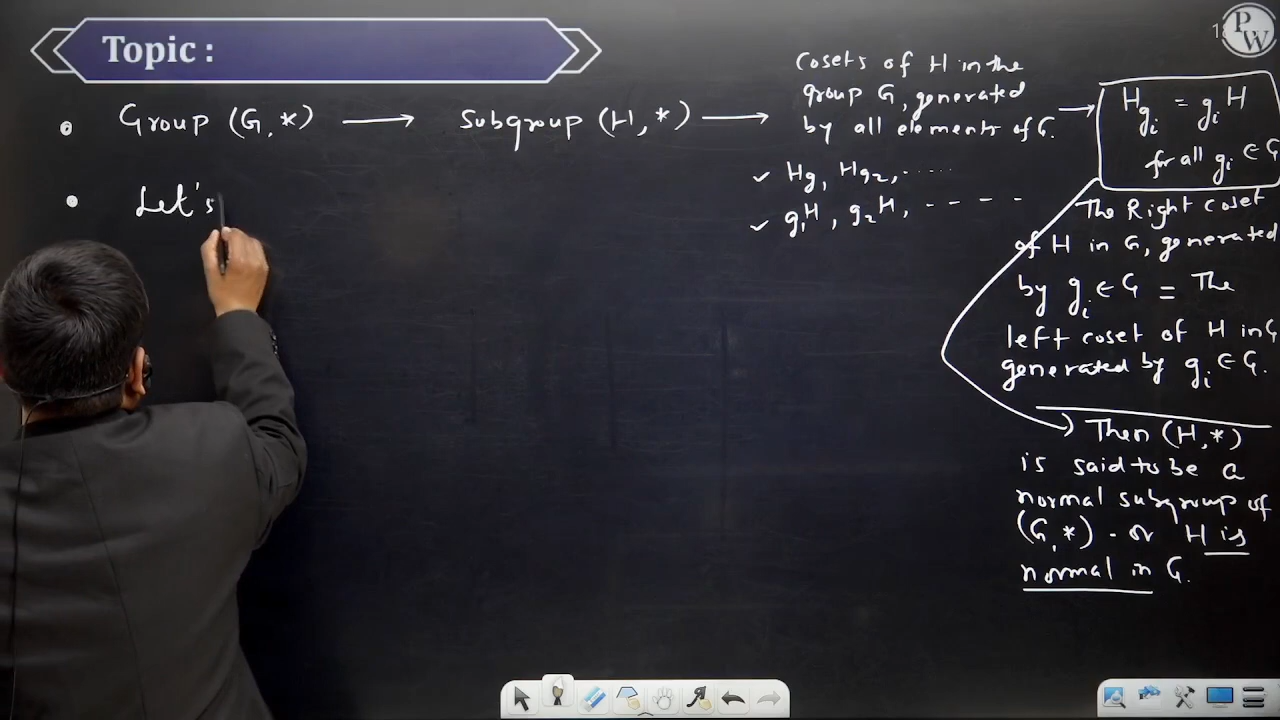 Topic :
PW
Group (G,*) → Subgroup (H,*) →
Cosets of H in the
group G, generated
by all elements of G. →
✓ Hg, Hg₂, .....
✓ g₁H, g₂H, - - - -
Hgᵢ = gᵢH
for all gᵢ ∈ G
The Right coset
of H in G, generated
by gᵢ ∈ G = The
left coset of H in G
generated by gᵢ ∈ G.
→ Then (H,*)
is said to be a
normal subgroup of
(G,*) - or H is
normal in G.
Let's